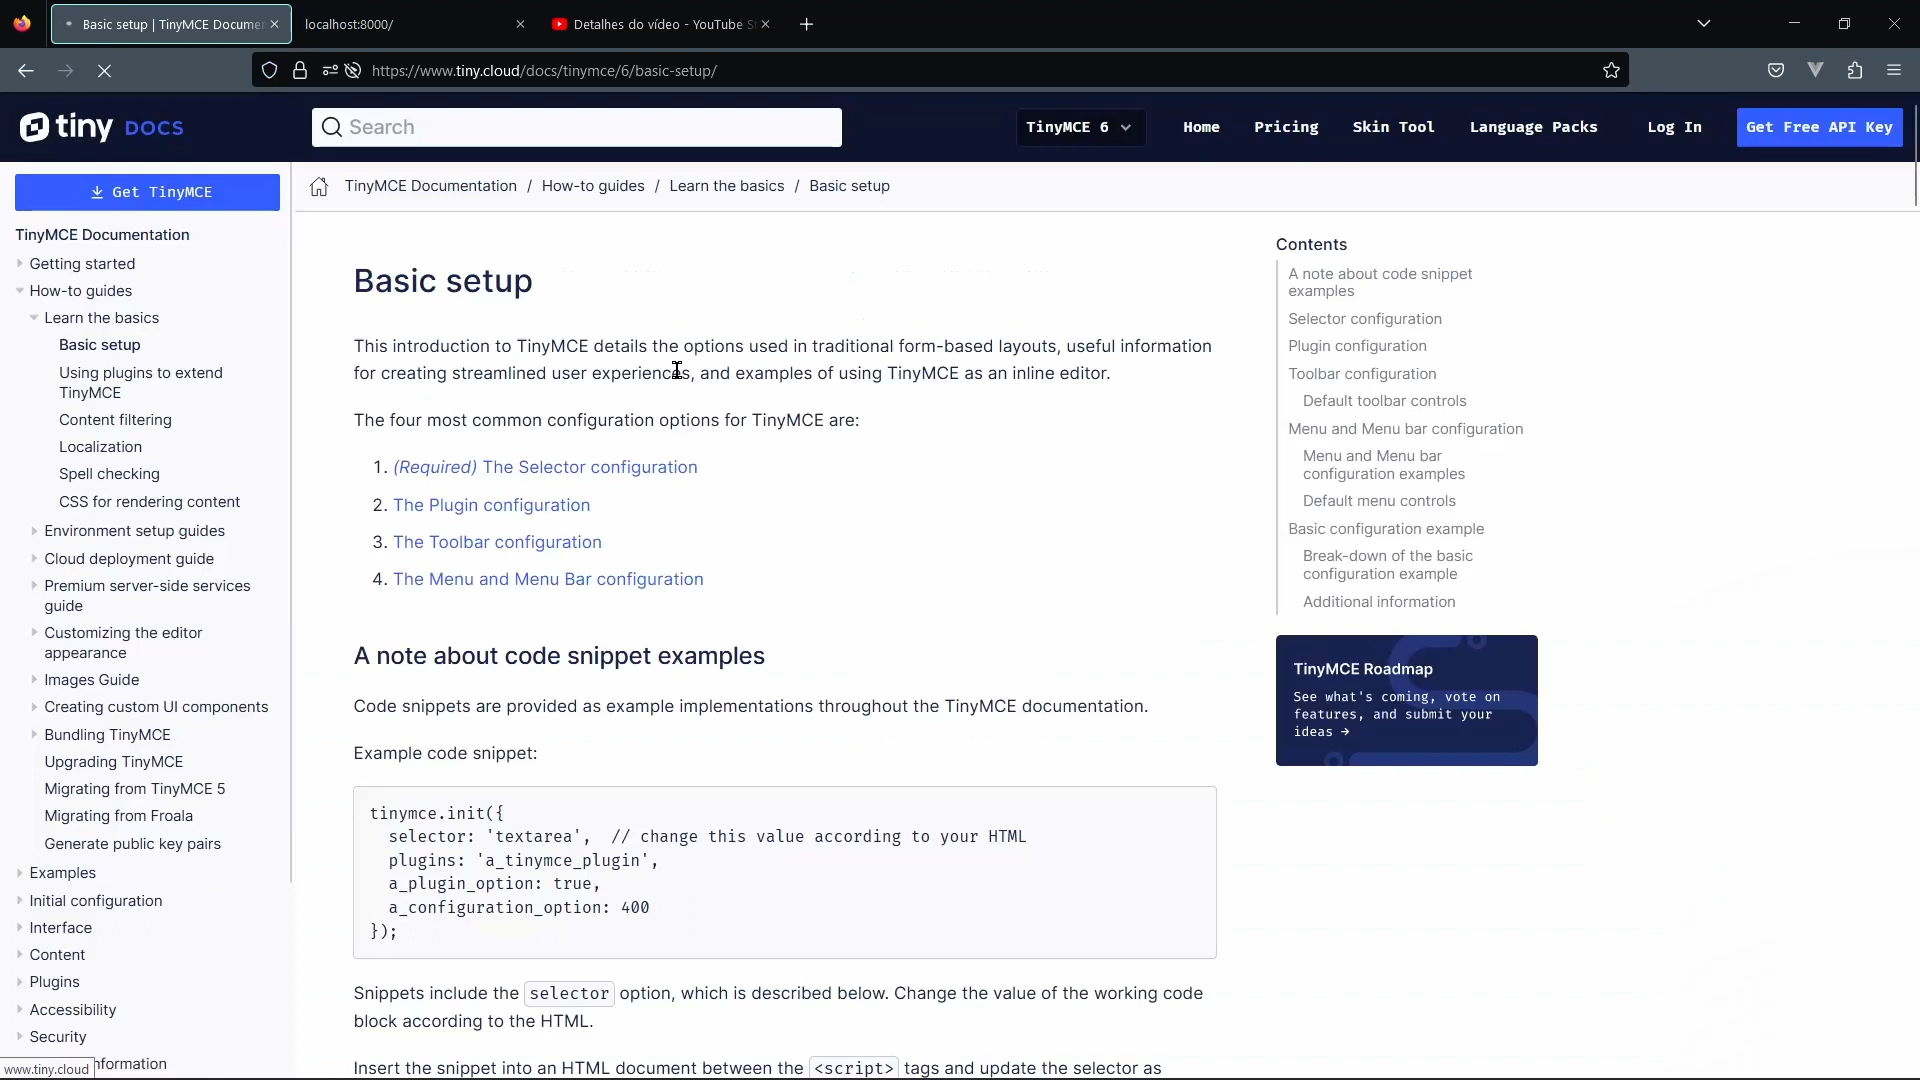 Basic setup | TinyMCE Documen
localhost:8000/
Detalhes do vídeo - YouTube S
https://www.tiny.cloud/docs/tinymce/6/basic-setup/
tiny DOCS
Search
TinyMCE 6
Home
Pricing
Skin Tool
Language Packs
Log In
Get Free API Key
Get TinyMCE
TinyMCE Documentation / How-to guides / Learn the basics / Basic setup
TinyMCE Documentation
Getting started
How-to guides
Learn the basics
Basic setup
Using plugins to extend
TinyMCE
Content filtering
Localization
Spell checking
CSS for rendering content
Environment setup guides
Cloud deployment guide
Premium server-side services
guide
Customizing the editor
appearance
Images Guide
Creating custom UI components
Bundling TinyMCE
Upgrading TinyMCE
Migrating from TinyMCE 5
Migrating from Froala
Generate public key pairs
Examples
Initial configuration
Interface
Content
Plugins
Accessibility
Security
nformation
www.tiny.cloud
Basic setup
This introduction to TinyMCE details the options used in traditional form-based layouts, useful information
for creating streamlined user experiences, and examples of using TinyMCE as an inline editor.
The four most common configuration options for TinyMCE are:
1. (Required) The Selector configuration
2. The Plugin configuration
3. The Toolbar configuration
4. The Menu and Menu Bar configuration
A note about code snippet examples
Code snippets are provided as example implementations throughout the TinyMCE documentation.
Example code snippet:
tinymce.init({
  selector: 'textarea',  // change this value according to your HTML
  plugins: 'a_tinymce_plugin',
  a_plugin_option: true,
  a_configuration_option: 400
});
Snippets include the selector option, which is described below. Change the value of the working code
block according to the HTML.
Insert the snippet into an HTML document between the <script> tags and update the selector as
Contents
A note about code snippet
examples
Selector configuration
Plugin configuration
Toolbar configuration
Default toolbar controls
Menu and Menu bar configuration
Menu and Menu bar
configuration examples
Default menu controls
Basic configuration example
Break-down of the basic
configuration example
Additional information
TinyMCE Roadmap
See what's coming, vote on
features, and submit your
ideas →